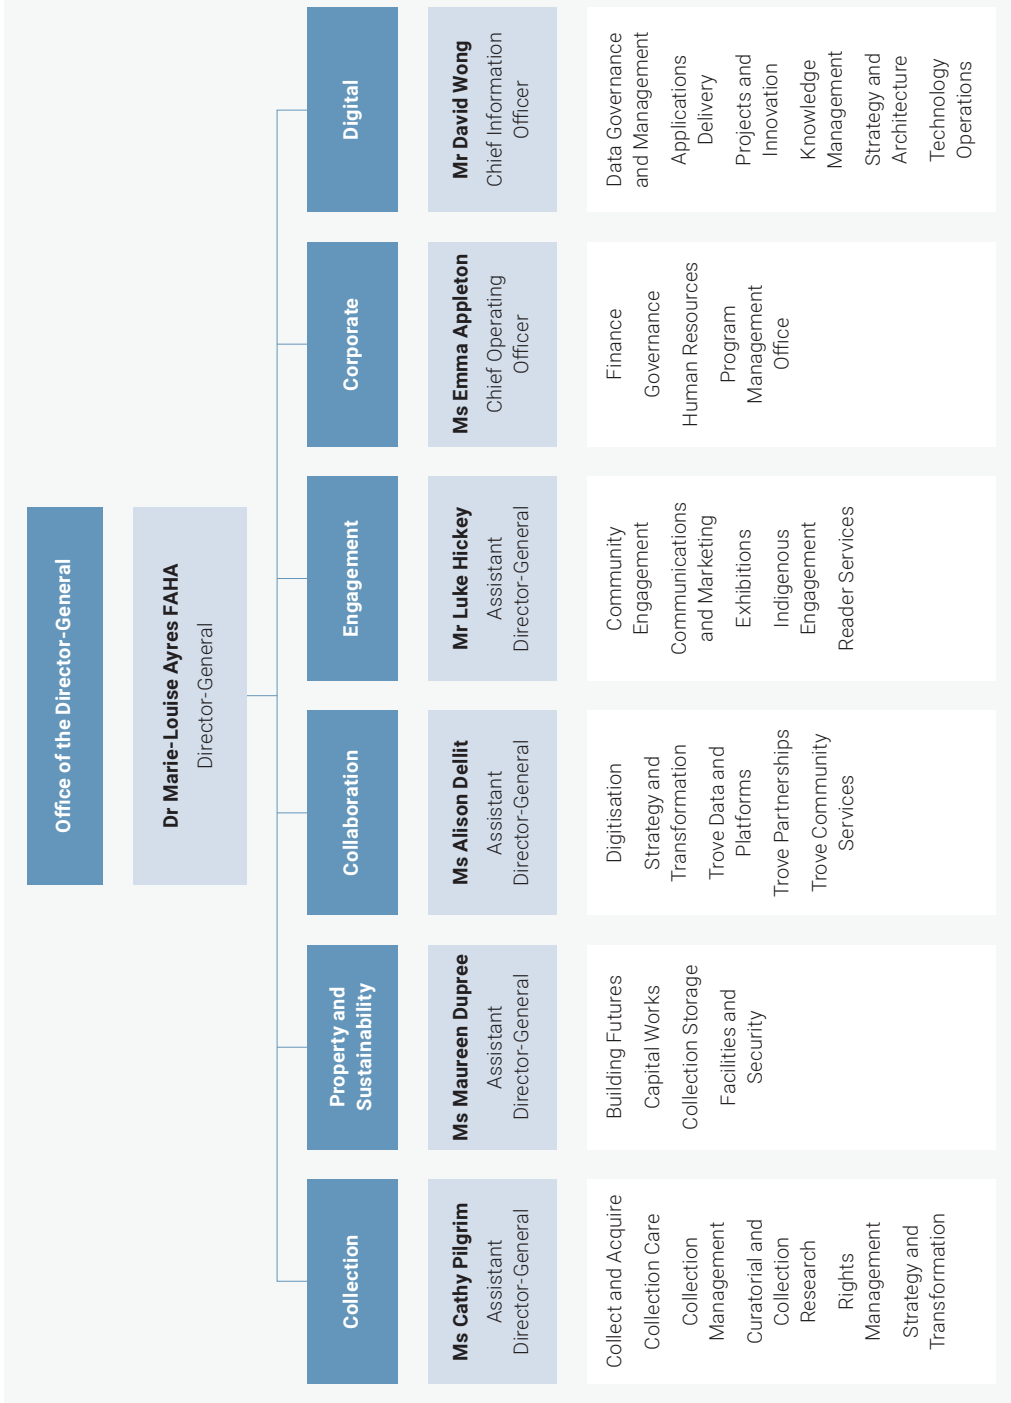 Office of the Director-General
Dr Marie-Louise Ayres FAHA
Director-General
Collection
Ms Cathy Pilgrim
Assistant
Director-General
Collect and Acquire
Collection Care
Collection
Management
Curatorial and
Collection
Research
Rights
Management
Strategy and
Transformation
Property and
Sustainability
Ms Maureen Dupree
Assistant
Director-General
Building Futures
Capital Works
Collection Storage
Facilities and
Security
Collaboration
Ms Alison Dellit
Assistant
Director-General
Digitisation
Strategy and
Transformation
Trove Data and
Platforms
Trove Partnerships
Trove Community
Services
Engagement
Mr Luke Hickey
Assistant
Director-General
Community
Engagement
Communications
and Marketing
Exhibitions
Indigenous
Engagement
Reader Services
Corporate
Ms Emma Appleton
Chief Operating
Officer
Finance
Governance
Human Resources
Program
Management
Office
Digital
Mr David Wong
Chief Information
Officer
Data Governance
and Management
Applications
Delivery
Projects and
Innovation
Knowledge
Management
Strategy and
Architecture
Technology
Operations